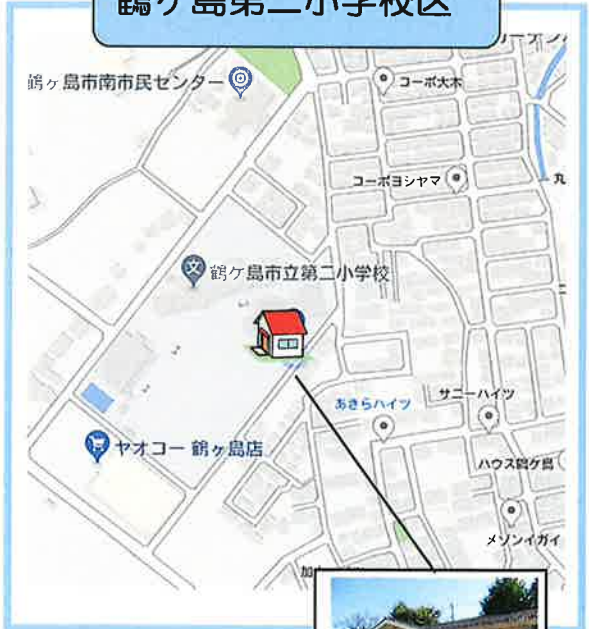 鶴ヶ島第二小学校区
鶴ヶ島市南市民センター
コーポ大木
コーポヨシヤマ
丸
鶴ヶ島市立第二小学校
あきらハイツ
サニーハイツ
ヤオコー 鶴ヶ島店
ハウス鶴ケ島
メゾンイガイ
加